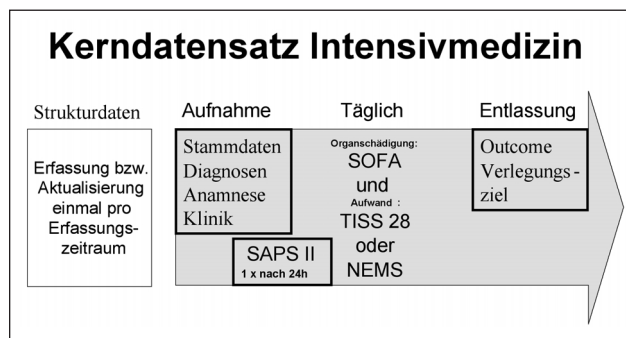 Kerndatensatz Intensivmedizin
Strukturdaten
Erfassung bzw.
Aktualisierung
einmal pro
Erfassungs-
zeitraum
Aufnahme
Stammdaten
Diagnosen
Anamnese
Klinik
SAPS II
1 x nach 24h
Täglich
Organschädigung:
SOFA
und
Aufwand :
TISS 28
oder
NEMS
Entlassung
Outcome
Verlegungs-
ziel